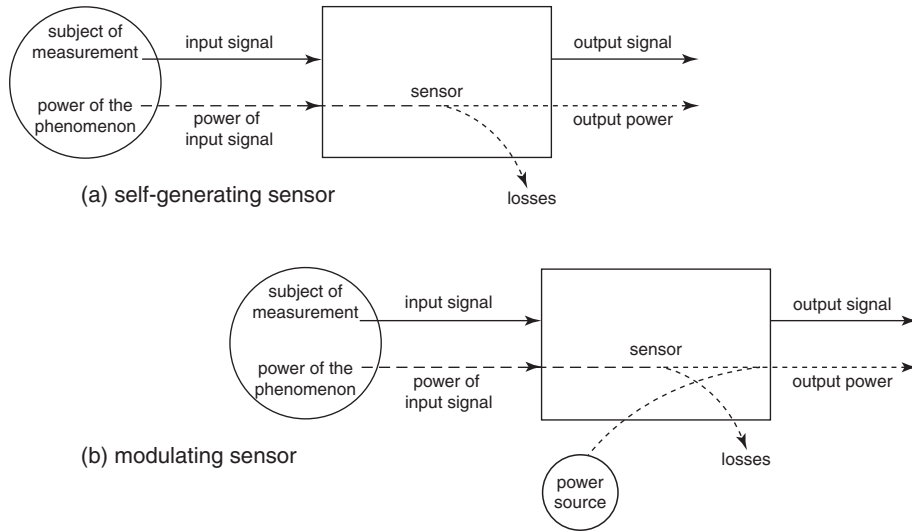 subject of
measurement
input signal
output signal
power of the
phenomenon
sensor
power of
input signal
output power
(a) self-generating sensor
losses
subject of
measurement
input signal
output signal
power of the
phenomenon
sensor
power of
input signal
output power
(b) modulating sensor
losses
power
source